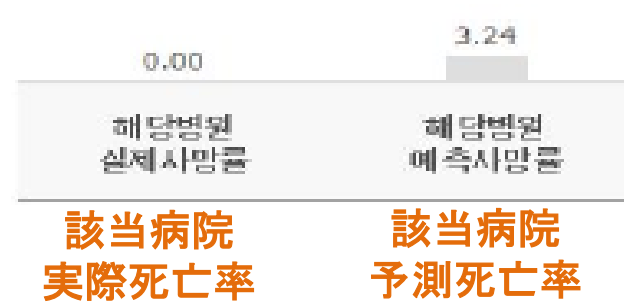 0.00
3.24
해당병원
실제사망률
해당병원
예측사망률
該当病院
実際死亡率
該当病院
予測死亡率